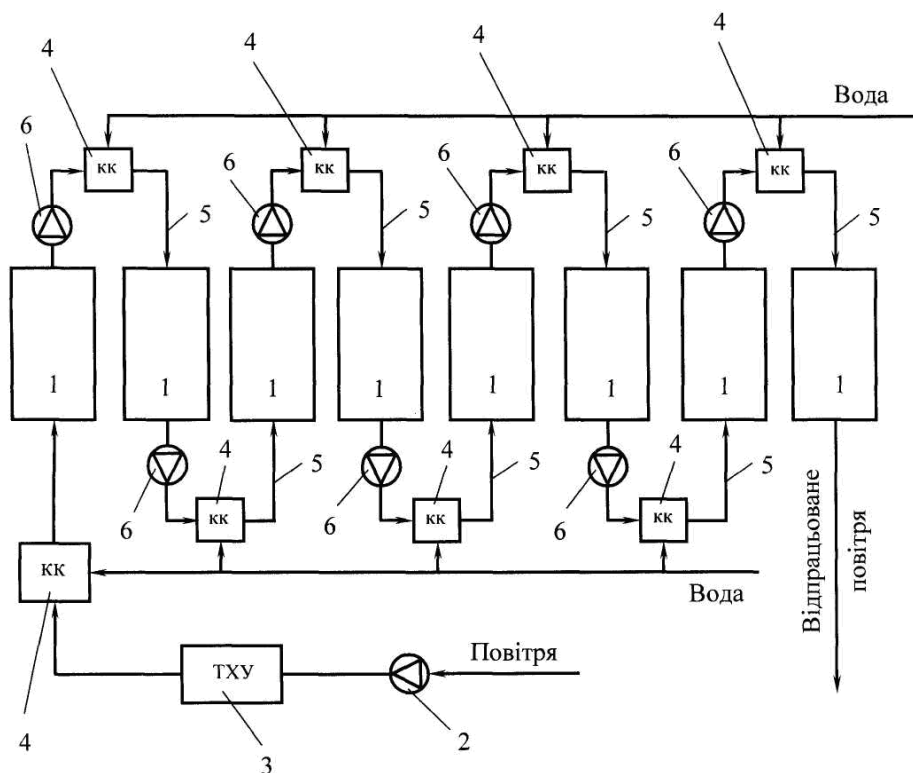 4 4 4 4
Вода
6 кк 6 кк 6 кк 6 кк
5 5 5 5
1 1 1 1 1 1 1 1
6 4 5 6 4 5 6 4 5
кк кк кк
кк
Вода
Відпрацьоване
повітря
4
ТХУ
Повітря
3
2